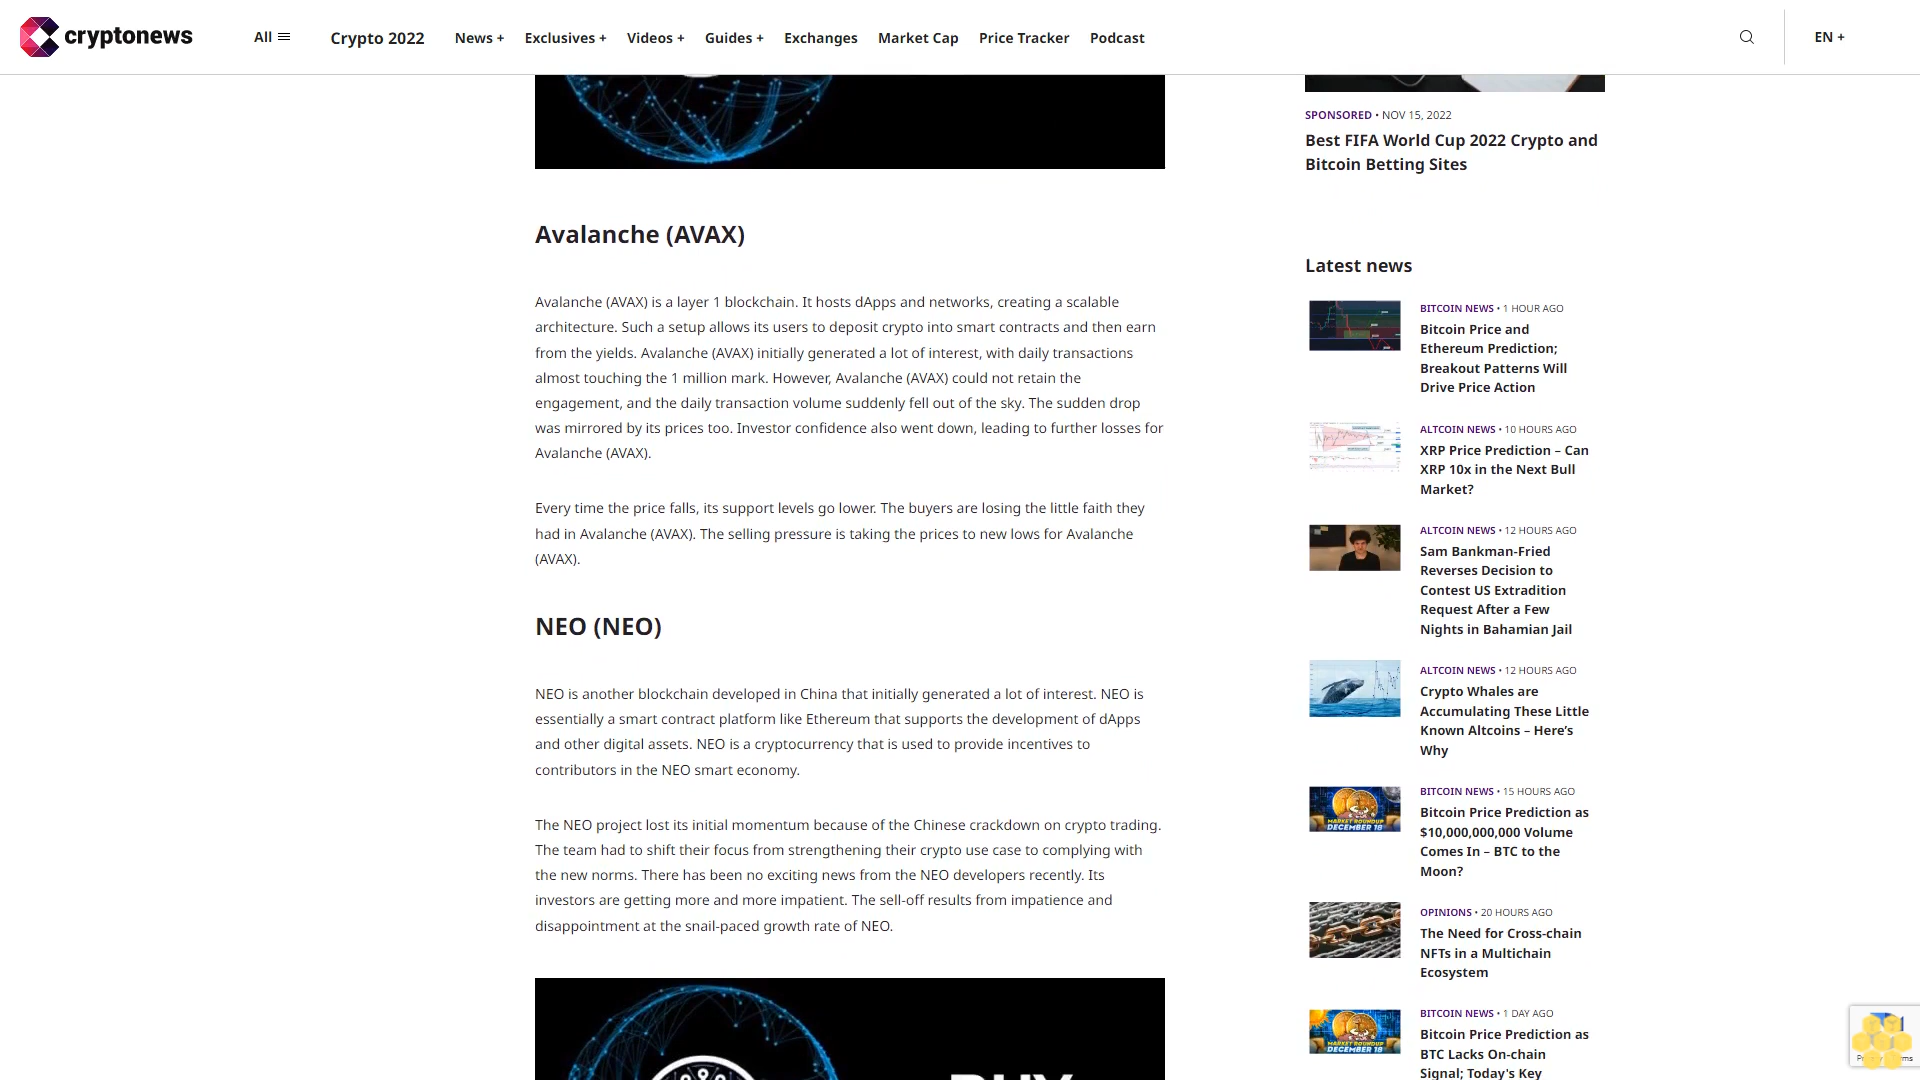 cryptonews
All
Crypto 2022
News +
Exclusives +
Videos +
Guides +
Exchanges
Market Cap
Price Tracker
Podcast
EN +
Avalanche (AVAX)
Avalanche (AVAX) is a layer 1 blockchain. It hosts dApps and networks, creating a scalable
architecture. Such a setup allows its users to deposit crypto into smart contracts and then earn
from the yields. Avalanche (AVAX) initially generated a lot of interest, with daily transactions
almost touching the 1 million mark. However, Avalanche (AVAX) could not retain the
engagement, and the daily transaction volume suddenly fell out of the sky. The sudden drop
was mirrored by its prices too. Investor confidence also went down, leading to further losses for
Avalanche (AVAX).
Every time the price falls, its support levels go lower. The buyers are losing the little faith they
had in Avalanche (AVAX). The selling pressure is taking the prices to new lows for Avalanche
(AVAX).
NEO (NEO)
NEO is another blockchain developed in China that initially generated a lot of interest. NEO is
essentially a smart contract platform like Ethereum that supports the development of dApps
and other digital assets. NEO is a cryptocurrency that is used to provide incentives to
contributors in the NEO smart economy.
The NEO project lost its initial momentum because of the Chinese crackdown on crypto trading.
The team had to shift their focus from strengthening their crypto use case to complying with
the new norms. There has been no exciting news from the NEO developers recently. Its
investors are getting more and more impatient. The sell-off results from impatience and
disappointment at the snail-paced growth rate of NEO.
SPONSORED • NOV 15, 2022
Best FIFA World Cup 2022 Crypto and
Bitcoin Betting Sites
Latest news
BITCOIN NEWS • 1 HOUR AGO
Bitcoin Price and
Ethereum Prediction;
Breakout Patterns Will
Drive Price Action
ALTCOIN NEWS • 10 HOURS AGO
XRP Price Prediction – Can
XRP 10x in the Next Bull
Market?
ALTCOIN NEWS • 12 HOURS AGO
Sam Bankman-Fried
Reverses Decision to
Contest US Extradition
Request After a Few
Nights in Bahamian Jail
ALTCOIN NEWS • 12 HOURS AGO
Crypto Whales are
Accumulating These Little
Known Altcoins – Here’s
Why
MARKET ROUNDUP
DECEMBER 18
BITCOIN NEWS • 15 HOURS AGO
Bitcoin Price Prediction as
$10,000,000,000 Volume
Comes In – BTC to the
Moon?
OPINIONS • 20 HOURS AGO
The Need for Cross-chain
NFTs in a Multichain
Ecosystem
MARKET ROUNDUP
DECEMBER 18
BITCOIN NEWS • 1 DAY AGO
Bitcoin Price Prediction as
BTC Lacks On-chain
Signal; Today's Key